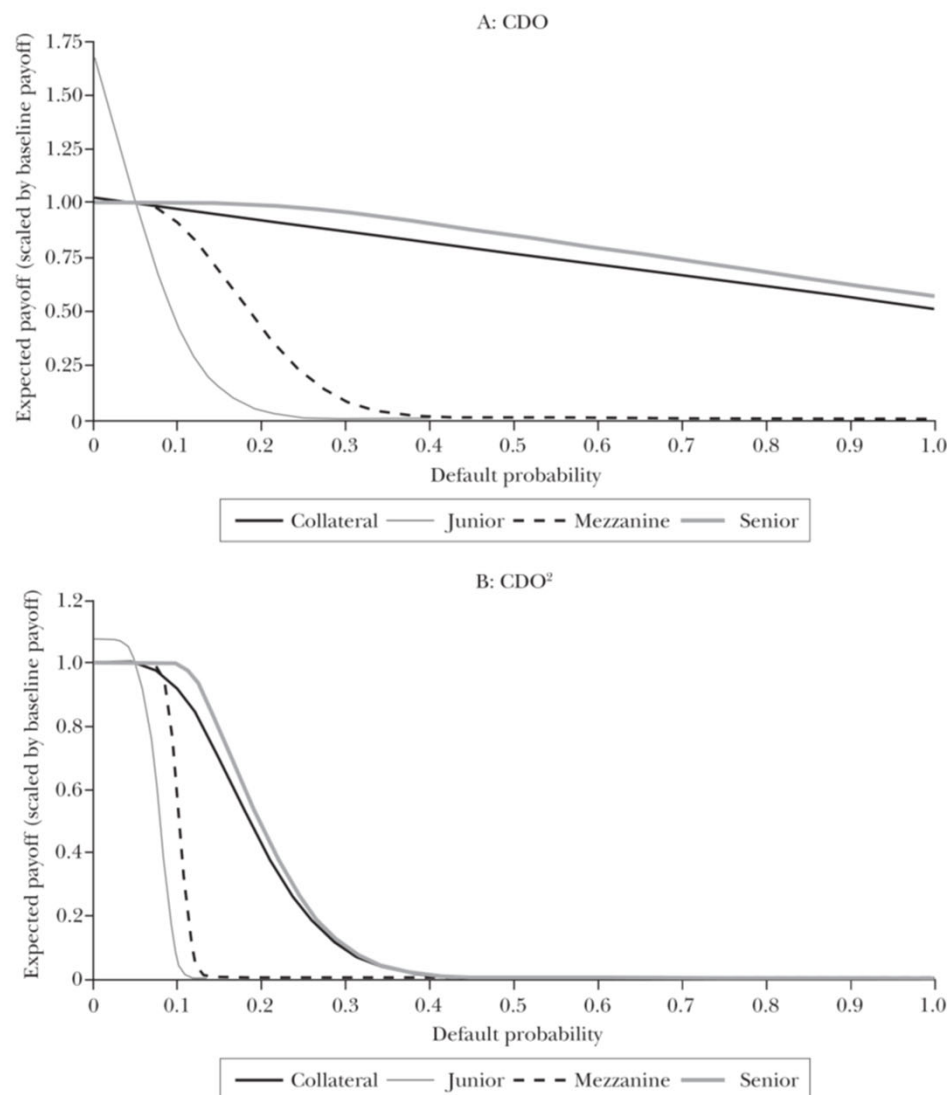 A: CDO
Expected payoff (scaled by baseline payoff)
1.75
1.50
1.25
1.00
0.75
0.50
0.25
0
0 0.1 0.2 0.3 0.4 0.5 0.6 0.7 0.8 0.9 1.0
Default probability
Collateral Junior Mezzanine Senior
B: CDO²
Expected payoff (scaled by baseline payoff)
1.2
1.0
0.8
0.6
0.4
0.2
0
0 0.1 0.2 0.3 0.4 0.5 0.6 0.7 0.8 0.9 1.0
Default probability
Collateral Junior Mezzanine Senior